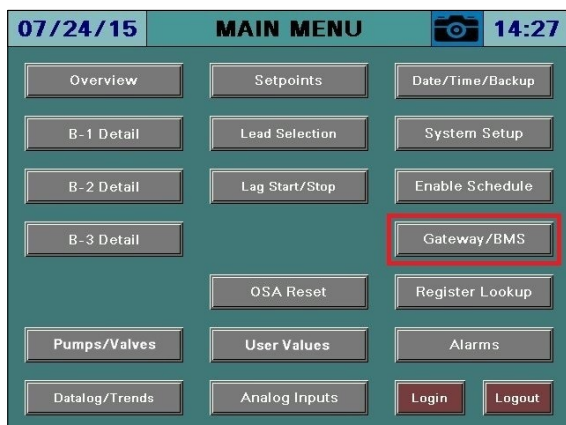 07/24/15 MAIN MENU 14:27
Overview Setpoints Date/Time/Backup
B-1 Detail Lead Selection System Setup
B-2 Detail Lag Start/Stop Enable Schedule
B-3 Detail Gateway/BMS
OSA Reset Register Lookup
Pumps/Valves User Values Alarms
Datalog/Trends Analog Inputs Login Logout